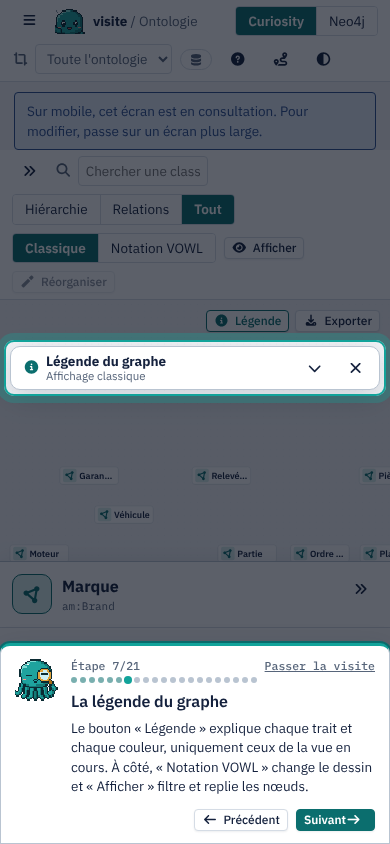 visite / Ontologie
Curiosity
Neo4j
Toute l'ontologie
Sur mobile, cet écran est en consultation. Pour
modifier, passe sur un écran plus large.
Chercher une class
Hiérarchie
Relations
Tout
Classique
Notation VOWL
Afficher
Réorganiser
Légende
Exporter
Légende du graphe
Affichage classique
Garan...
Relevé...
Véhicule
Moteur
Partie
Ordre ...
Marque
am:Brand
Étape 7/21
Passer la visite
La légende du graphe
Le bouton « Légende » explique chaque trait et
chaque couleur, uniquement ceux de la vue en
cours. À côté, « Notation VOWL » change le dessin
et « Afficher » filtre et replie les nœuds.
Précédent
Suivant